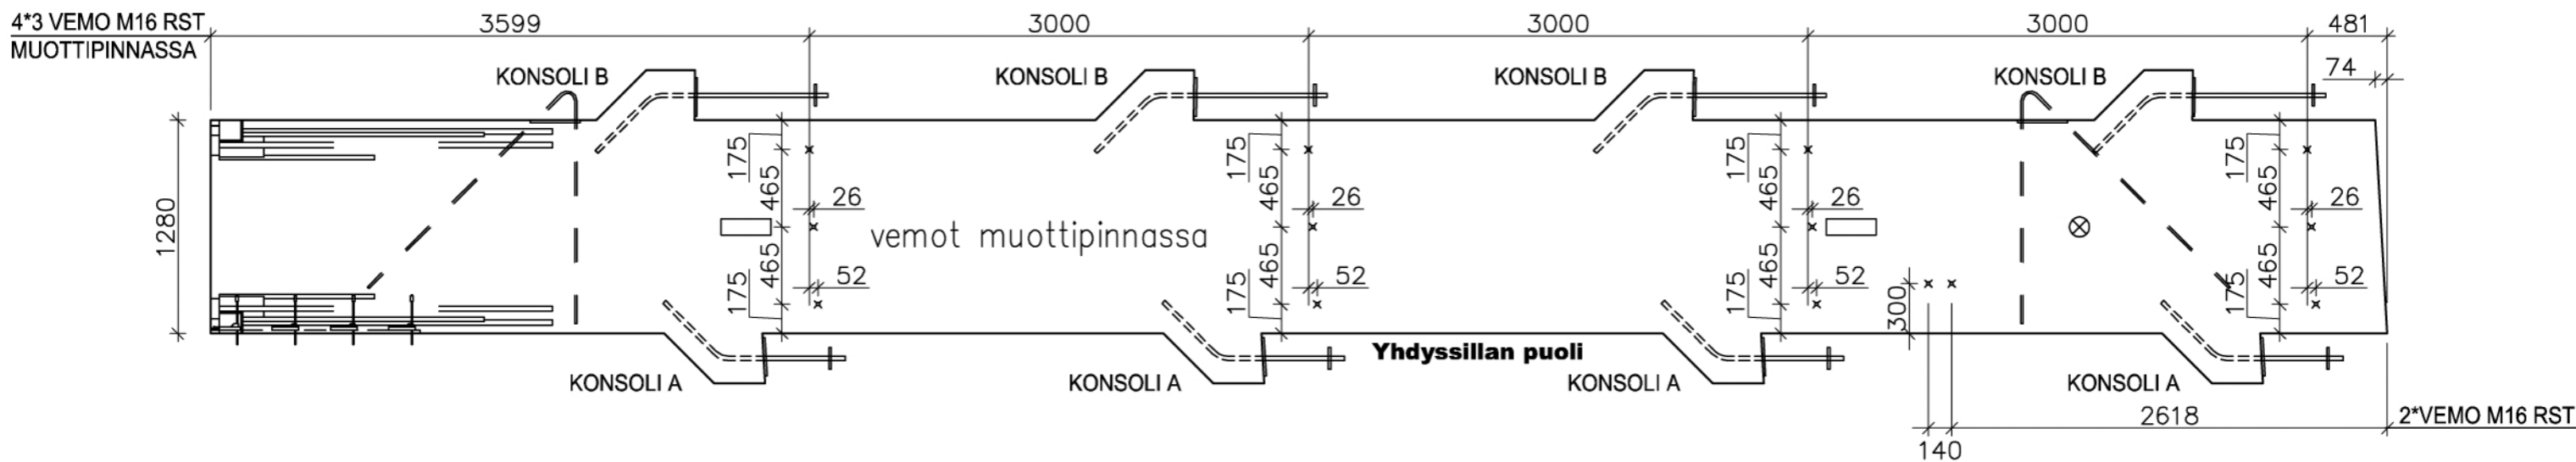 4*3 VEMO M16 RST
MUOTTIPINNASSA
3599
3000
3000
3000
481
74
KONSOLI B
KONSOLI B
KONSOLI B
KONSOLI B
1280
175
465
465
175
26
52
vemot muottipinnassa
175
465
465
175
26
52
175
465
465
175
26
52
300
175
465
465
175
26
52
Yhdyssillan puoli
KONSOLI A
KONSOLI A
KONSOLI A
KONSOLI A
2618
2*VEMO M16 RST
140